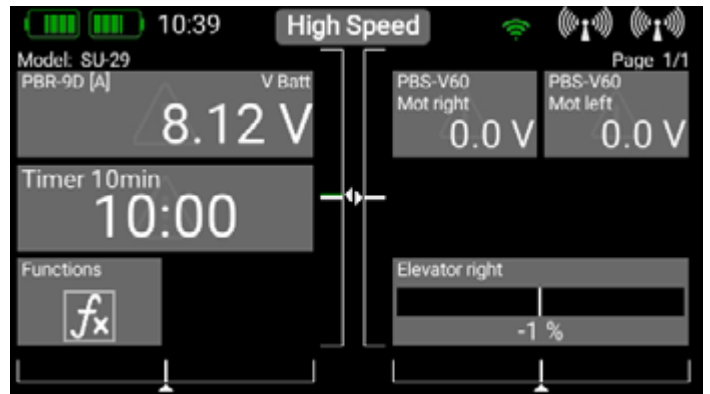 10:39 High Speed
Model: SU-29 Page 1/1
PBR-9D [A] V Batt
8.12 V
PBS-V60
Mot right
0.0 V
PBS-V60
Mot left
0.0 V
Timer 10min
10:00
Functions
fx
Elevator right
-1 %